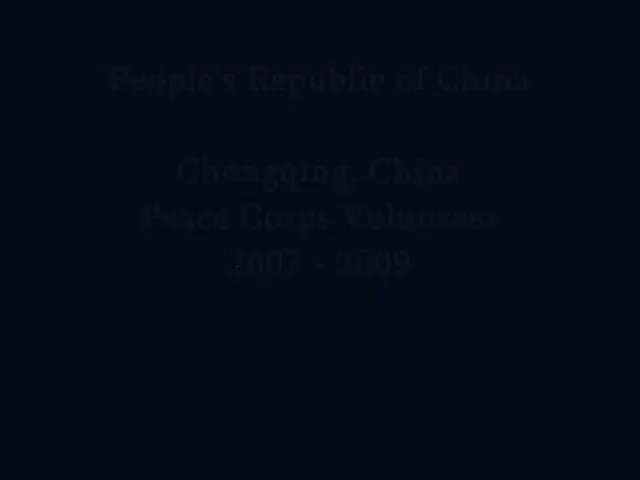 People's Republic of China
Chongqing, China
Peace Corps Volunteer
2007 - 2009